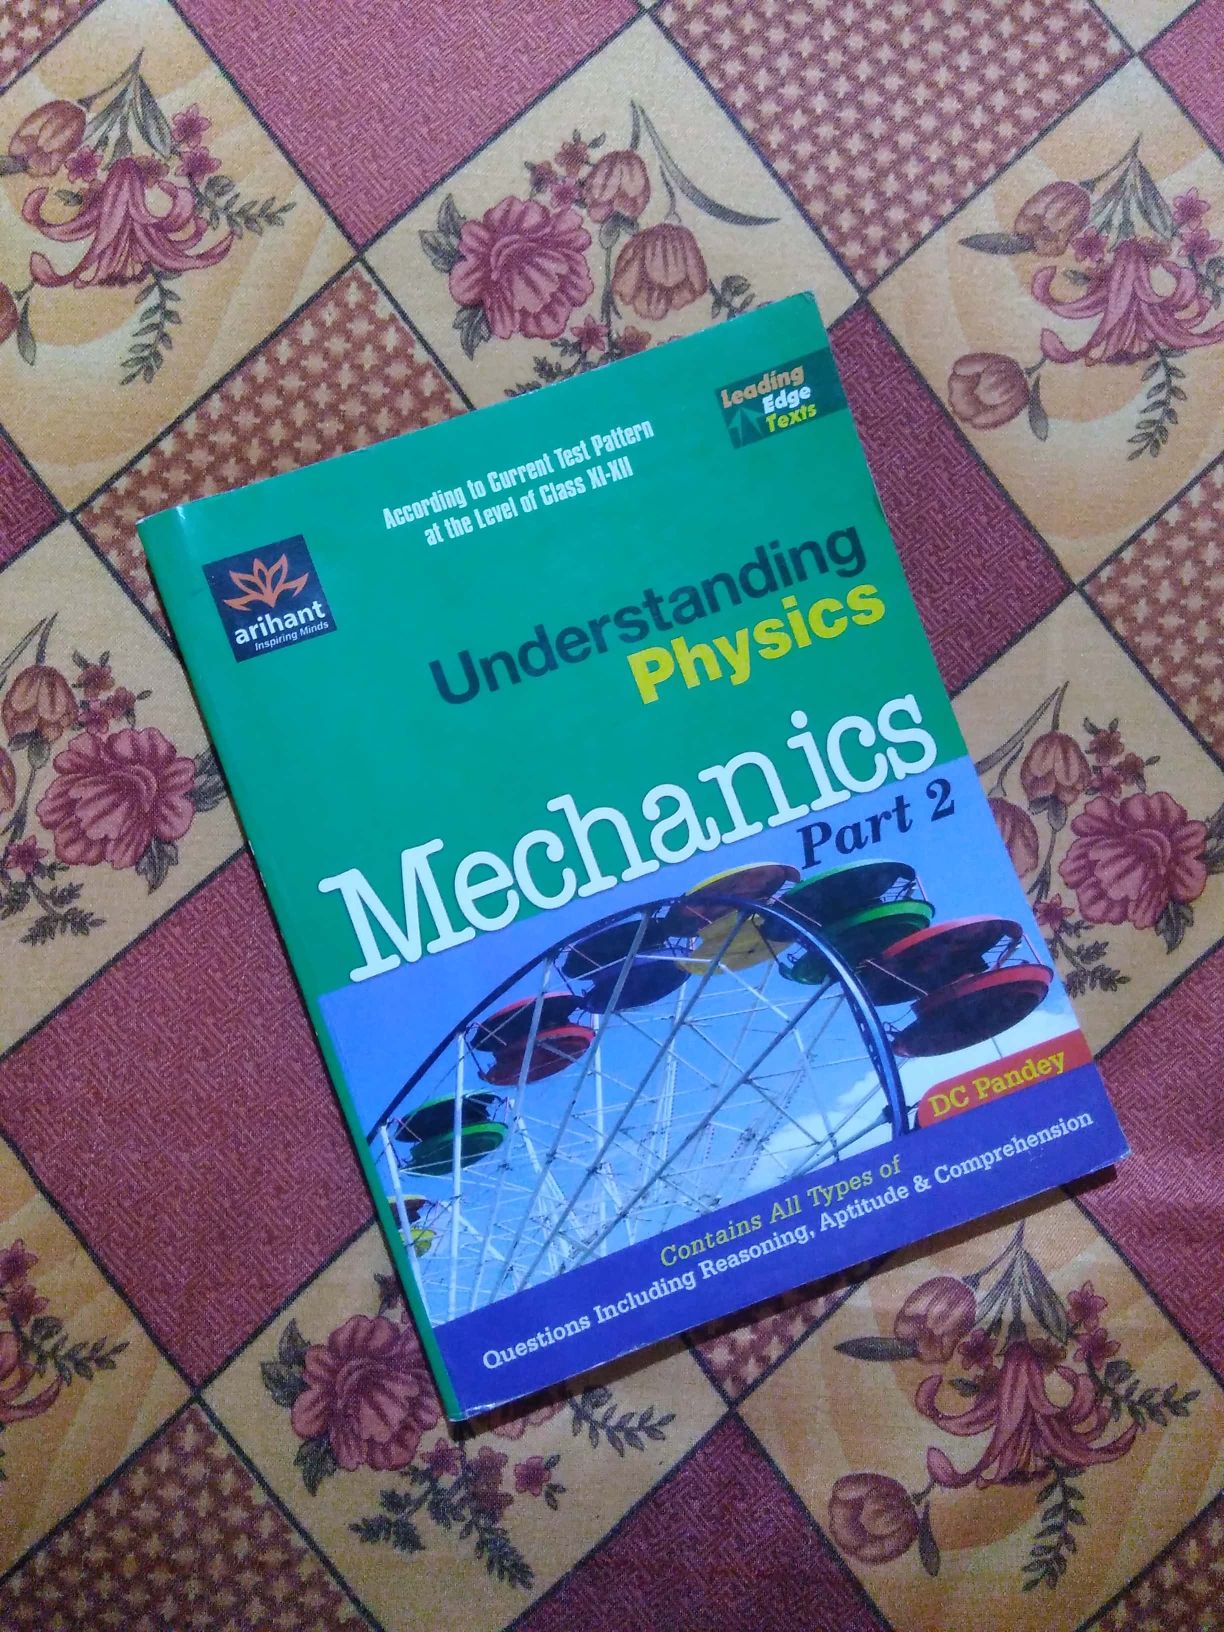 Leading
Edge
Texts
According to Current Test Pattern
at the Level of Class XI-XII
arihant
Inspiring Minds
Understanding
Physics
Mechanics
Part 2
DC Pandey
Contains All Types of
Questions Including Reasoning, Aptitude & Comprehension